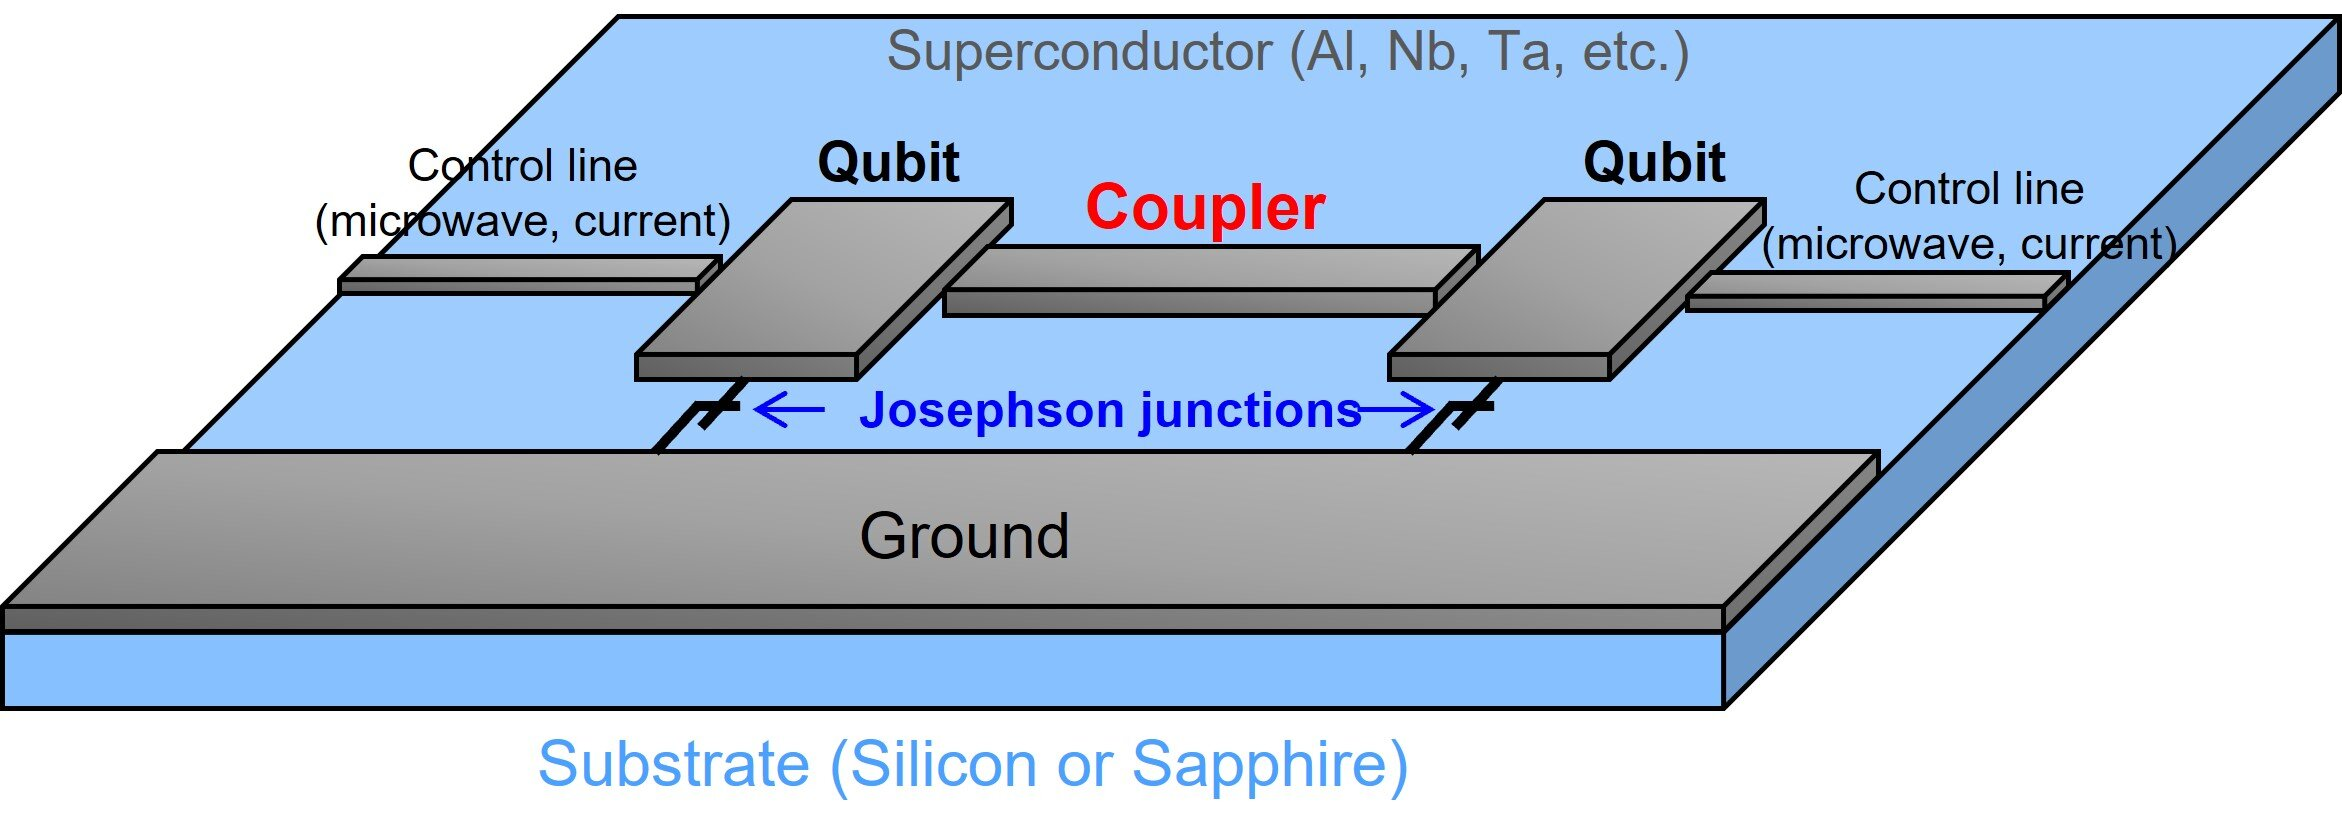 Superconductor (Al, Nb, Ta, etc.)
Control line
(microwave, current)
Qubit
Coupler
Qubit
Control line
(microwave, current)
Josephson junctions
Ground
Substrate (Silicon or Sapphire)